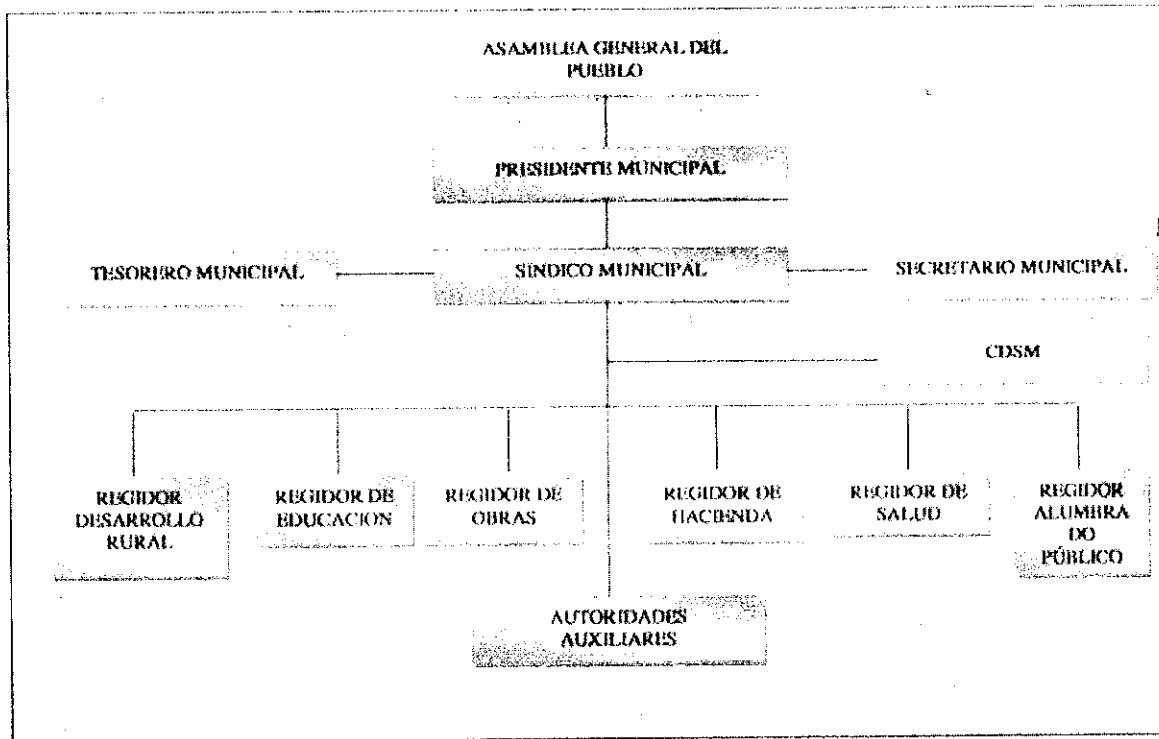 ASAMBLEA GENERAL DEL
PUEBLO
PRESIDENTE MUNICIPAL
TESORERO MUNICIPAL
SÍNDICO MUNICIPAL
SECRETARIO MUNICIPAL
CDSM
REGIDOR
DESARROLLO
RURAL
REGIDOR DE
EDUCACION
REGIDOR DE
OBRAS
REGIDOR DE
HACIENDA
REGIDOR DE
SALUD
REGIDOR
ALUMBRA
DO
PÚBLICO
AUTORIDADES
AUXILIARES